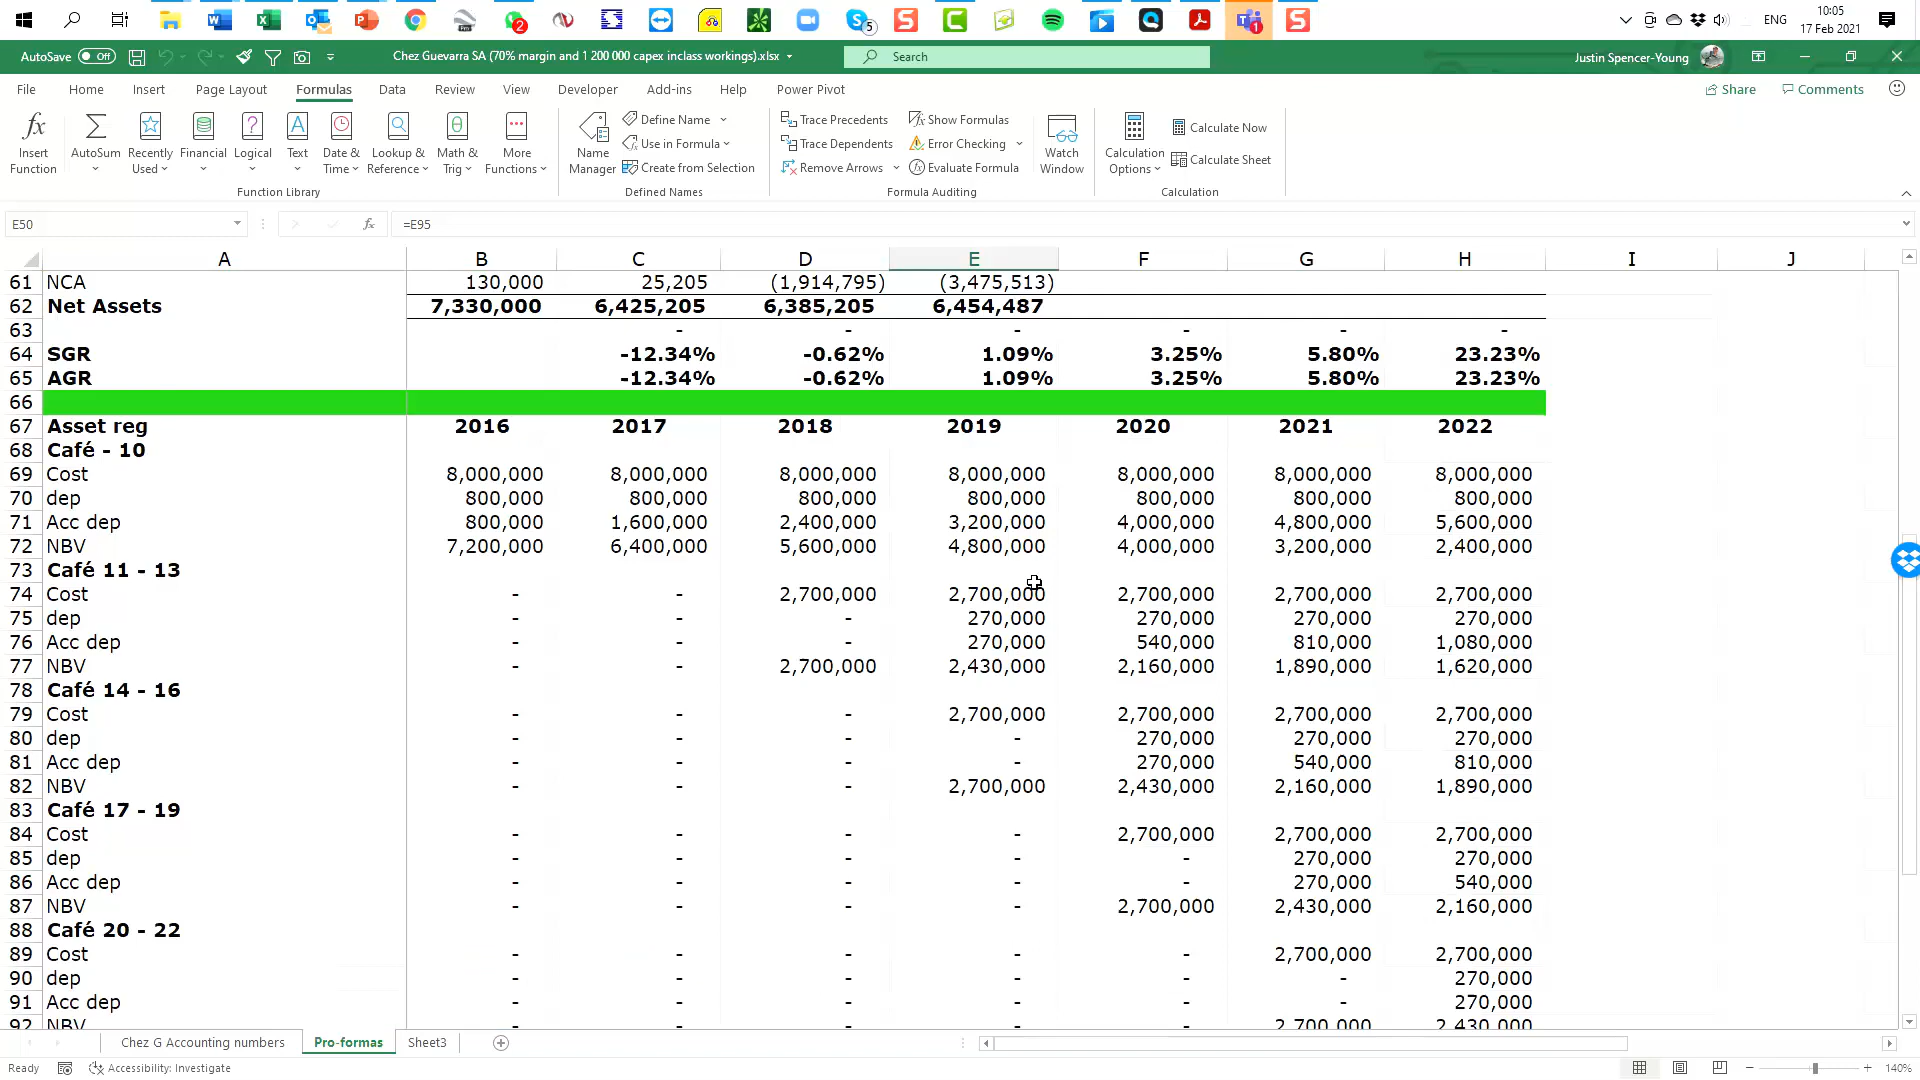 ENG
10:05
17 Feb 2021
AutoSave Off
Chez Guevarra SA (70% margin and 1 200 000 capex inclass workings).xlsx
Search
Justin Spencer-Young
File Home Insert Page Layout Formulas Data Review View Developer Add-ins Help Power Pivot
Share Comments
Insert Function
AutoSum
Recently Used
Financial
Logical
Text
Date & Time
Lookup & Reference
Math & Trig
More Functions
Function Library
Name Manager
Define Name
Use in Formula
Create from Selection
Defined Names
Trace Precedents
Trace Dependents
Remove Arrows
Show Formulas
Error Checking
Evaluate Formula
Formula Auditing
Watch Window
Calculation Options
Calculate Now
Calculate Sheet
Calculation
E50 fx =E95
A B C D E F G H I J
61 NCA 130,000 25,205 (1,914,795) (3,475,513)
62 Net Assets 7,330,000 6,425,205 6,385,205 6,454,487
63 - - - - - -
64 SGR -12.34% -0.62% 1.09% 3.25% 5.80% 23.23%
65 AGR -12.34% -0.62% 1.09% 3.25% 5.80% 23.23%
66
67 Asset reg 2016 2017 2018 2019 2020 2021 2022
68 Café - 10
69 Cost 8,000,000 8,000,000 8,000,000 8,000,000 8,000,000 8,000,000 8,000,000
70 dep 800,000 800,000 800,000 800,000 800,000 800,000 800,000
71 Acc dep 800,000 1,600,000 2,400,000 3,200,000 4,000,000 4,800,000 5,600,000
72 NBV 7,200,000 6,400,000 5,600,000 4,800,000 4,000,000 3,200,000 2,400,000
73 Café 11 - 13
74 Cost - - 2,700,000 2,700,000 2,700,000 2,700,000 2,700,000
75 dep - - - 270,000 270,000 270,000 270,000
76 Acc dep - - - 270,000 540,000 810,000 1,080,000
77 NBV - - 2,700,000 2,430,000 2,160,000 1,890,000 1,620,000
78 Café 14 - 16
79 Cost - - - 2,700,000 2,700,000 2,700,000 2,700,000
80 dep - - - - 270,000 270,000 270,000
81 Acc dep - - - - 270,000 540,000 810,000
82 NBV - - - 2,700,000 2,430,000 2,160,000 1,890,000
83 Café 17 - 19
84 Cost - - - - 2,700,000 2,700,000 2,700,000
85 dep - - - - - 270,000 270,000
86 Acc dep - - - - - 270,000 540,000
87 NBV - - - - 2,700,000 2,430,000 2,160,000
88 Café 20 - 22
89 Cost - - - - - 2,700,000 2,700,000
90 dep - - - - - - 270,000
91 Acc dep - - - - - - 270,000
92 NBV - - - - - 2,700,000 2,430,000
Chez G Accounting numbers Pro-formas Sheet3
Ready Accessibility: Investigate 140%